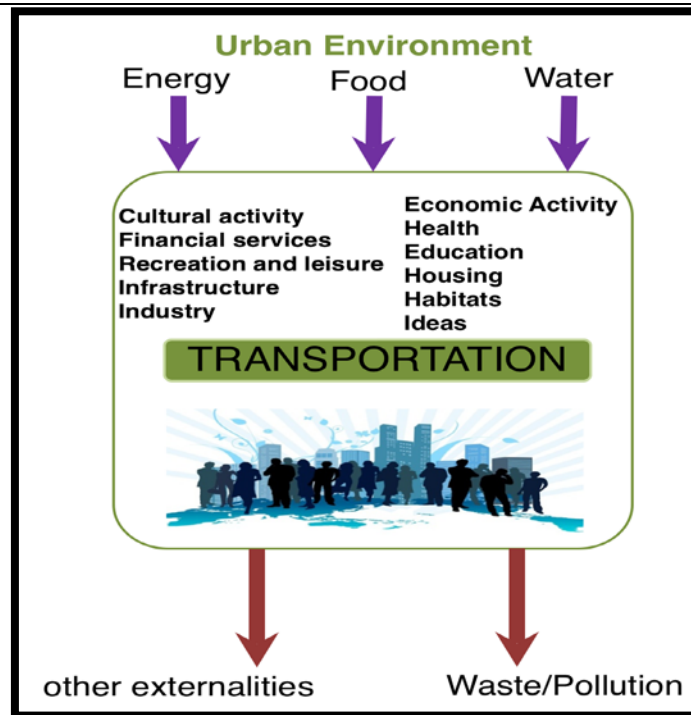 Urban Environment
Energy Food Water
Cultural activity
Financial services
Recreation and leisure
Infrastructure
Industry
Economic Activity
Health
Education
Housing
Habitats
Ideas
TRANSPORTATION
other externalities Waste/Pollution